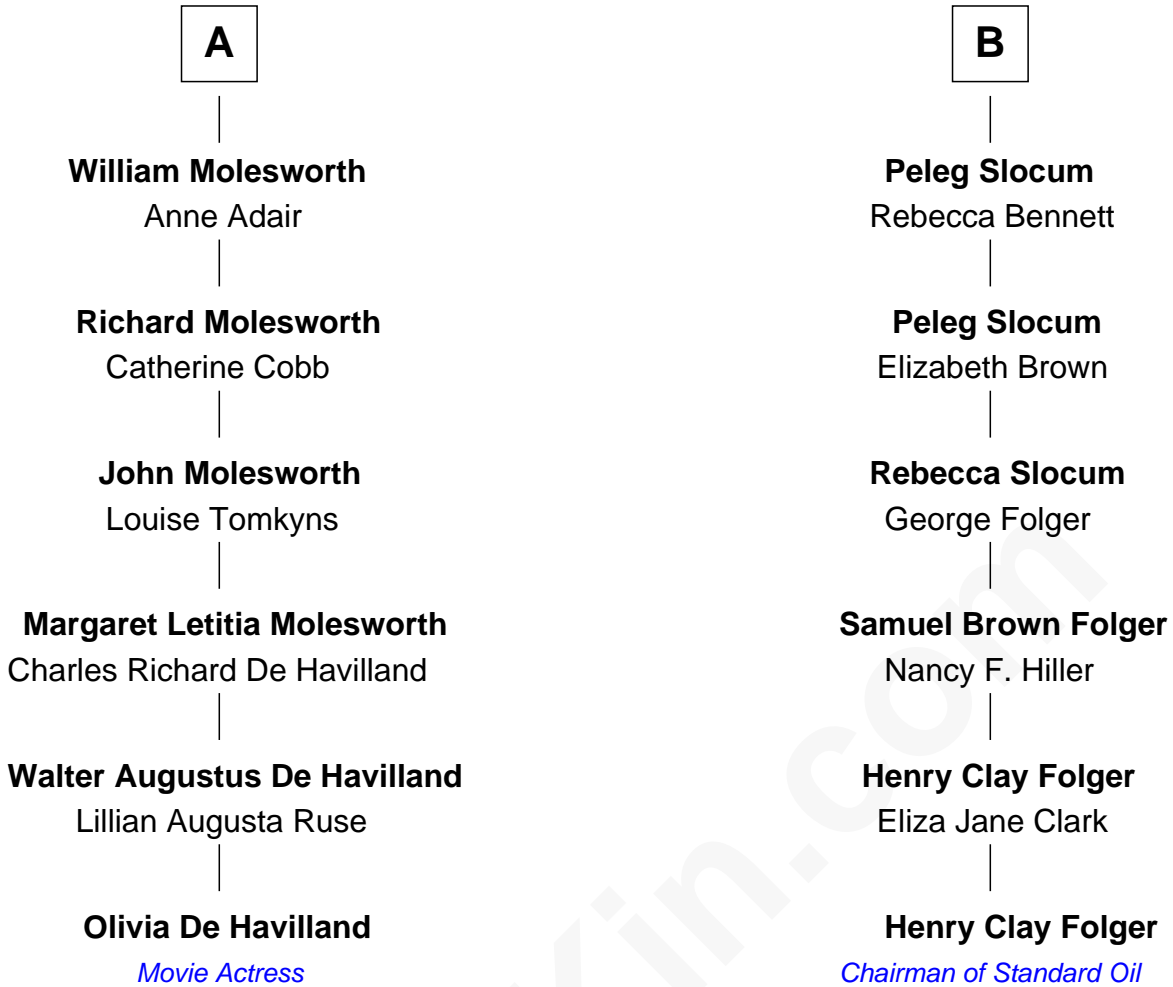 A
William Molesworth
Anne Adair
Richard Molesworth
Catherine Cobb
John Molesworth
Louise Tomkyns
Margaret Letitia Molesworth
Charles Richard De Havilland
Walter Augustus De Havilland
Lillian Augusta Ruse
Olivia De Havilland
Movie Actress
B
Peleg Slocum
Rebecca Bennett
Peleg Slocum
Elizabeth Brown
Rebecca Slocum
George Folger
Samuel Brown Folger
Nancy F. Hiller
Henry Clay Folger
Eliza Jane Clark
Henry Clay Folger
Chairman of Standard Oil
Kin.com